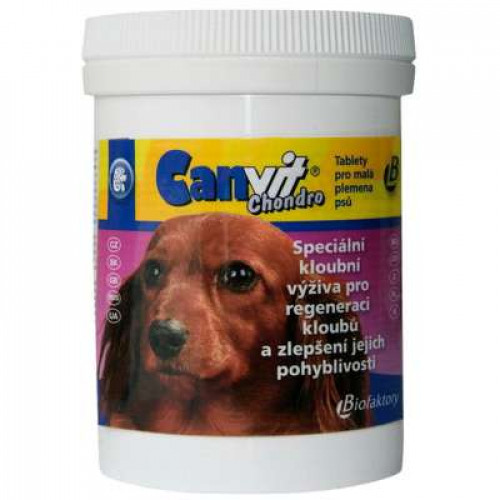 Canvit®
Chondro
Tablety
pro malá
plemena
psů
Speciální
kloubní
výživa pro
regeneraci
kloubů
a zlepšení jejich
pohyblivosti
Biofaktory